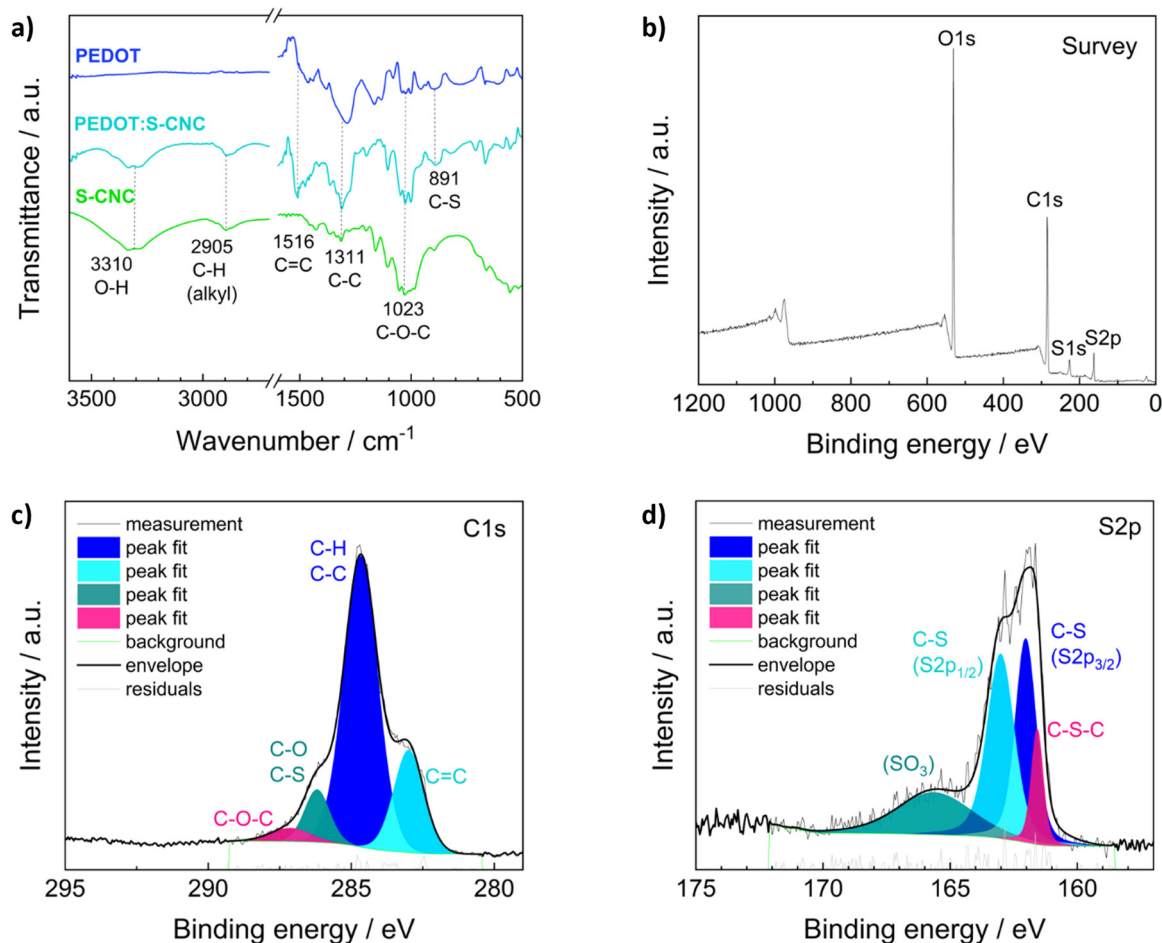 a)
PEDOT
PEDOT:S-CNC
S-CNC
3310
O-H
2905
C-H
(alkyl)
1516
C=C
1311
C-C
1023
C-O-C
891
C-S
Transmittance / a.u.
3500 3000 1500 1000 500
Wavenumber / cm⁻¹
b)
Survey
O1s
C1s
S1s
S2p
Intensity / a.u.
1200 1000 800 600 400 200 0
Binding energy / eV
c)
C1s
measurement
peak fit
peak fit
peak fit
peak fit
background
envelope
residuals
C-H
C-C
C-O
C-S
C-O-C
C=C
Intensity / a.u.
295 290 285 280
Binding energy / eV
d)
S2p
measurement
peak fit
peak fit
peak fit
peak fit
background
envelope
residuals
C-S
(S2p₁/₂)
C-S
(S2p₃/₂)
C-S-C
(SO₃)
Intensity / a.u.
175 170 165 160
Binding energy / eV